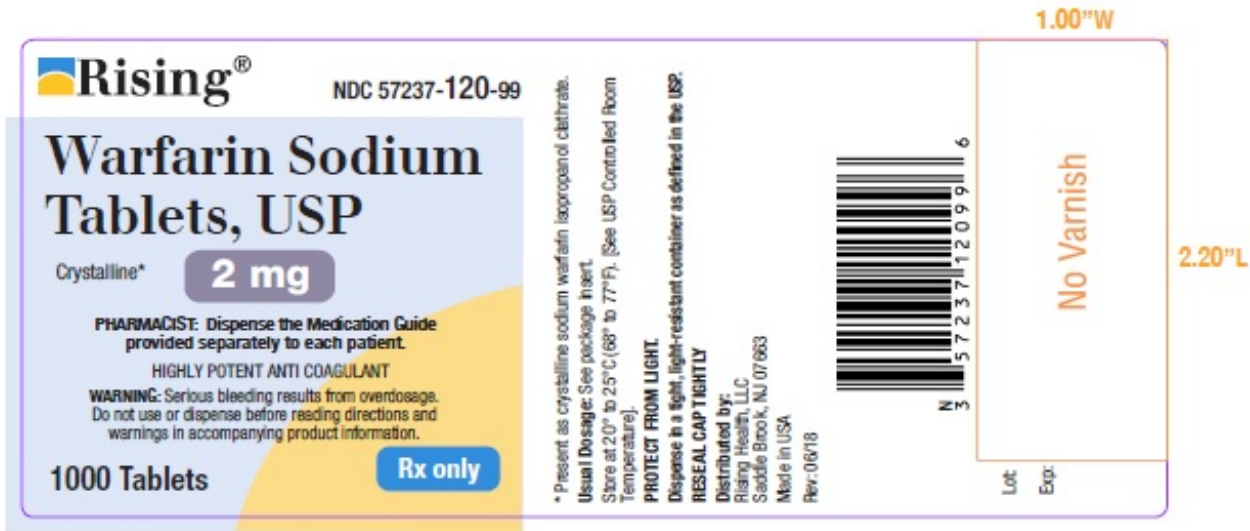 Rising®
NDC 57237-120-99
Warfarin Sodium
Tablets, USP
Crystalline*
2 mg
PHARMACIST: Dispense the Medication Guide
provided separately to each patient.
HIGHLY POTENT ANTI COAGULANT
WARNING: Serious bleeding results from overdosage.
Do not use or dispense before reading directions and
warnings in accompanying product information.
1000 Tablets
Rx only
* Present as crystalline sodium warfarin isopropanol clathrate.
Usual Dosage: See package insert.
Store at 20° to 25°C (68° to 77°F). [See USP Controlled Room
Temperature].
PROTECT FROM LIGHT.
Dispense in a tight, light-resistant container as defined in the USP.
RESEAL CAP TIGHTLY
Distributed by:
Rising Health, LLC
Saddle Brook, NJ 07663
Made in USA
Rev: 06/18
N
3 57237 12099 6
1.00"W
No Varnish
2.20"L
Lot:
Exp: